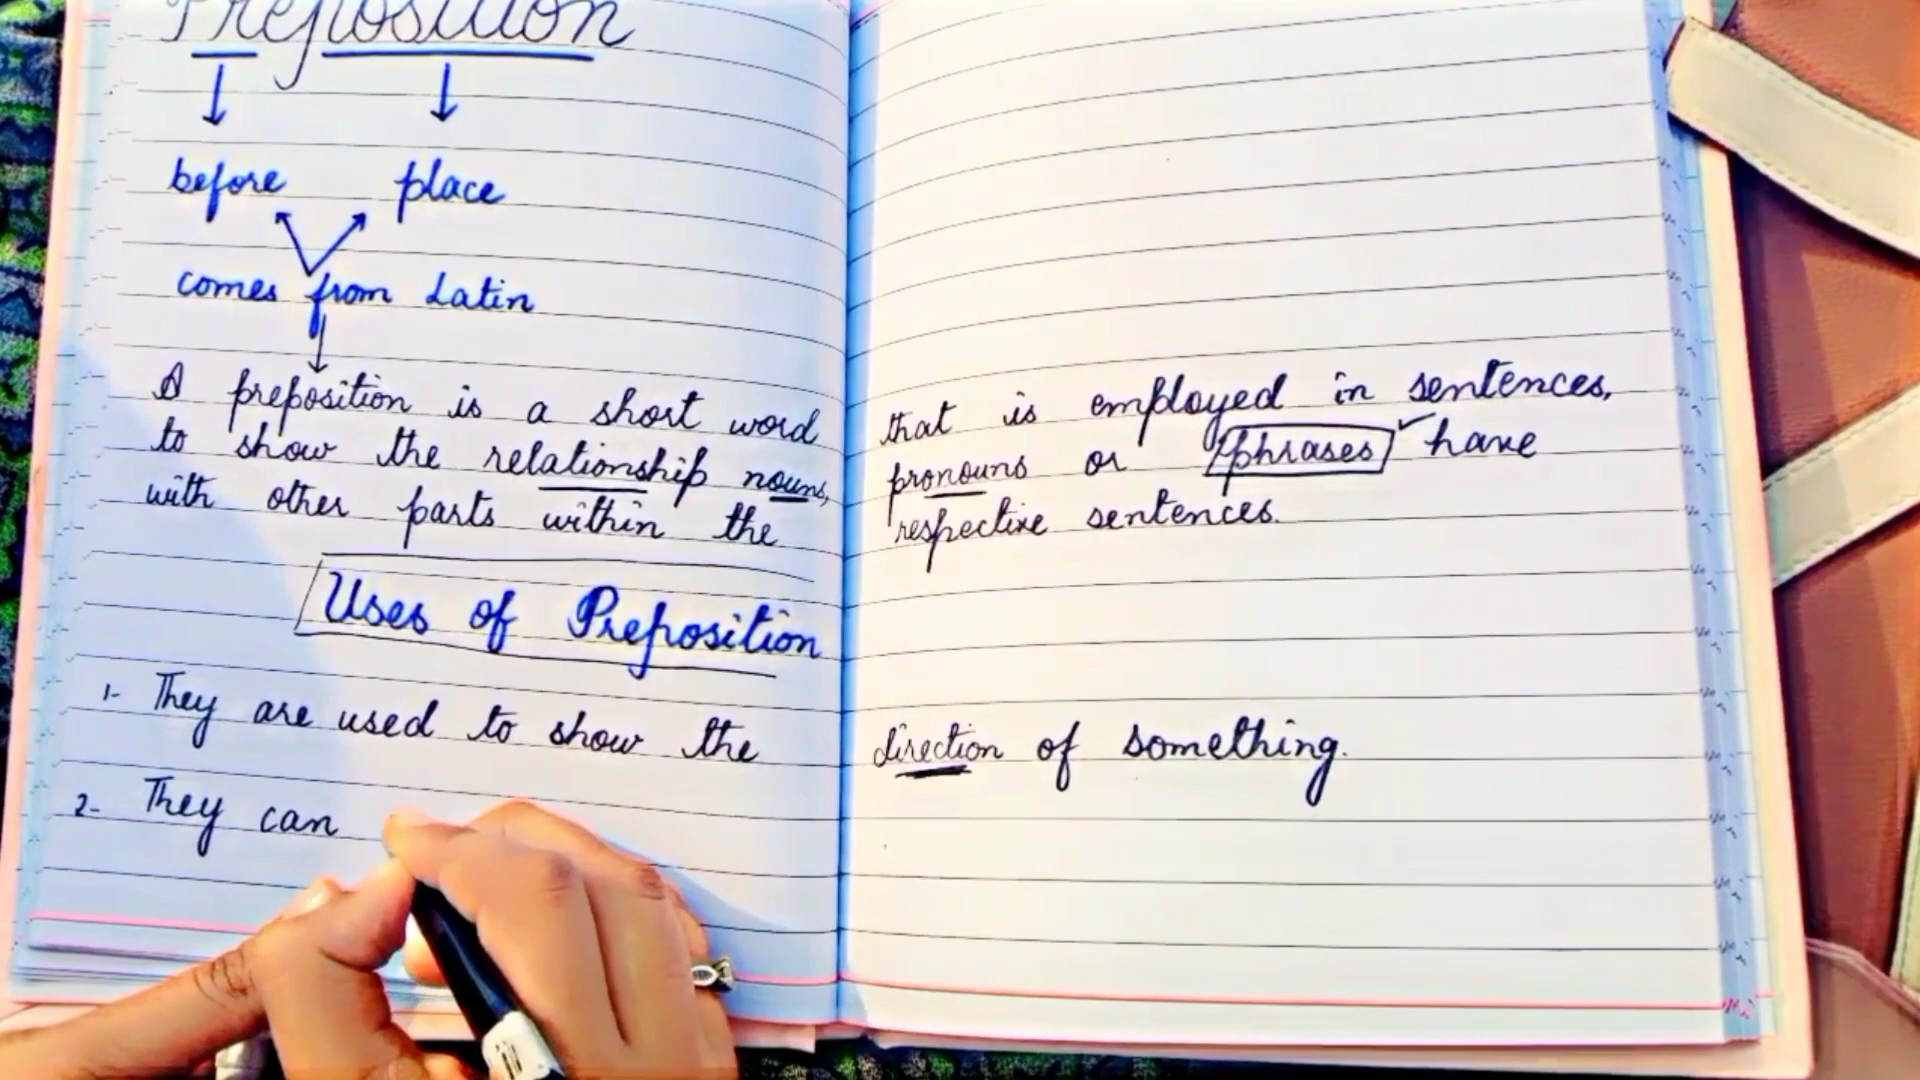 Preposition
before place
comes from Latin
A preposition is a short word that is employed in sentences,
to show the relationship nouns, pronouns or phrases have
with other parts within the respective sentences.
Uses of Preposition
1- They are used to show the direction of something.
2- They can